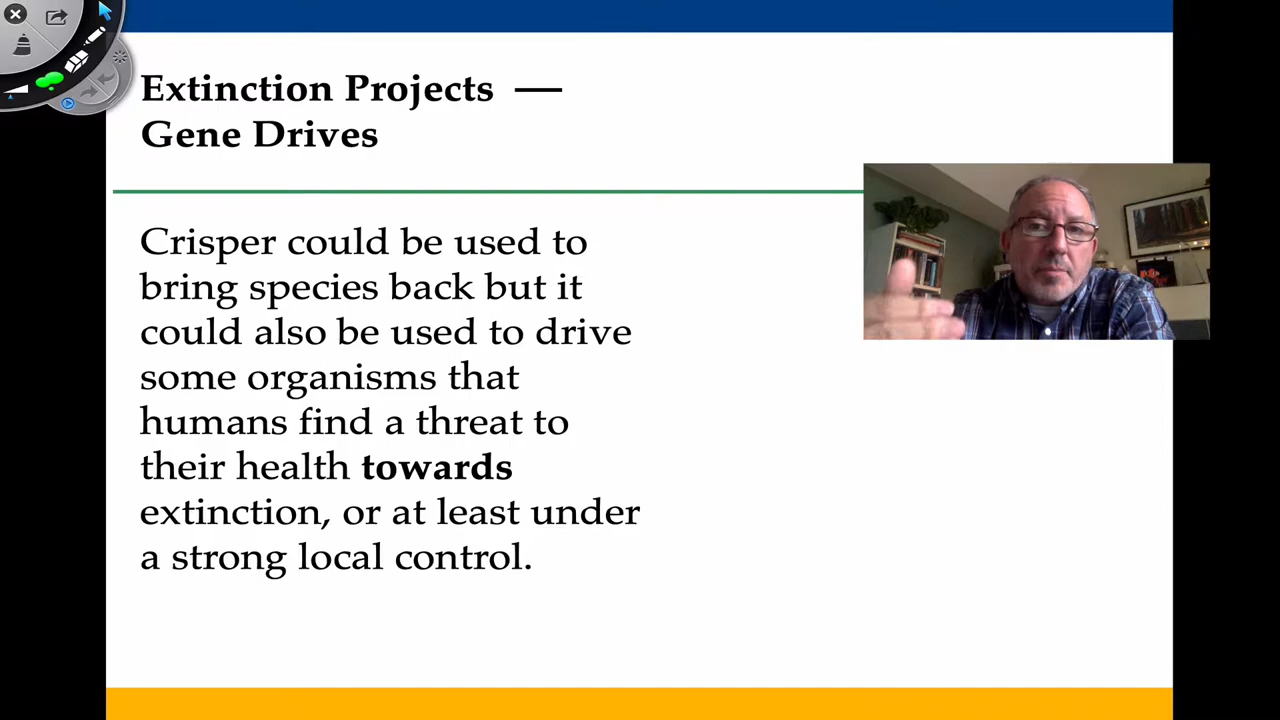 Extinction Projects —
Gene Drives
Crisper could be used to
bring species back but it
could also be used to drive
some organisms that
humans find a threat to
their health towards
extinction, or at least under
a strong local control.